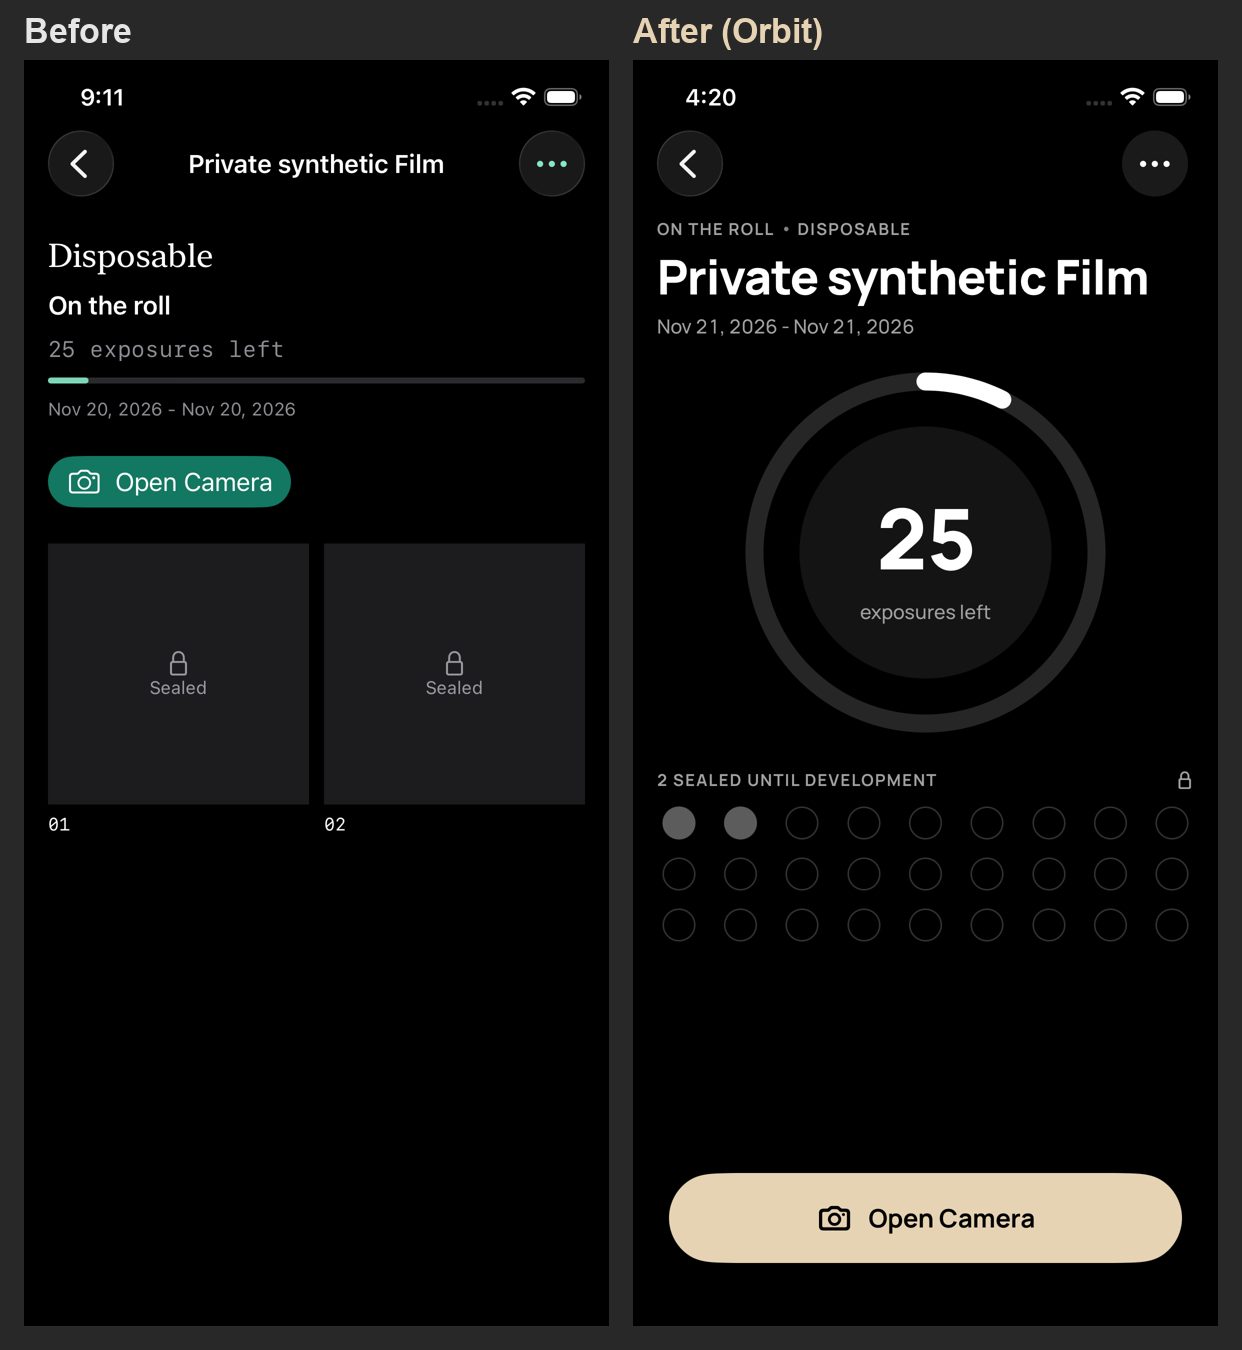 Before
9:11
Private synthetic Film
Disposable
On the roll
25 exposures left
Nov 20, 2026 - Nov 20, 2026
Open Camera
Sealed
Sealed
01
02
After (Orbit)
4:20
ON THE ROLL • DISPOSABLE
Private synthetic Film
Nov 21, 2026 - Nov 21, 2026
25
exposures left
2 SEALED UNTIL DEVELOPMENT
Open Camera